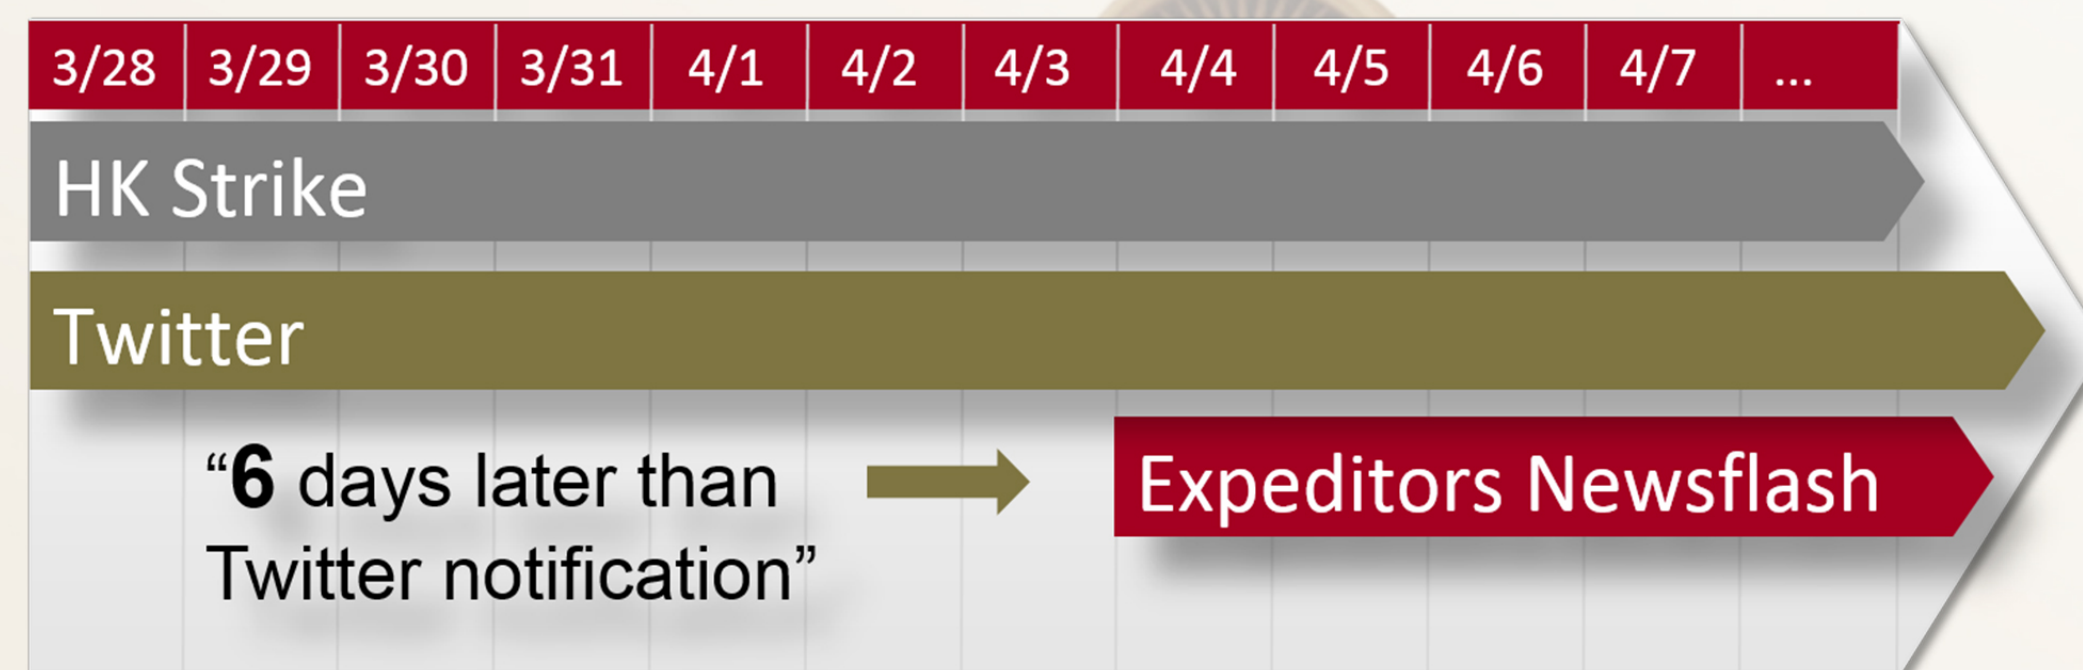 3/28 3/29 3/30 3/31 4/1 4/2 4/3 4/4 4/5 4/6 4/7 ...
HK Strike
Twitter
“6 days later than
Twitter notification”
Expeditors Newsflash